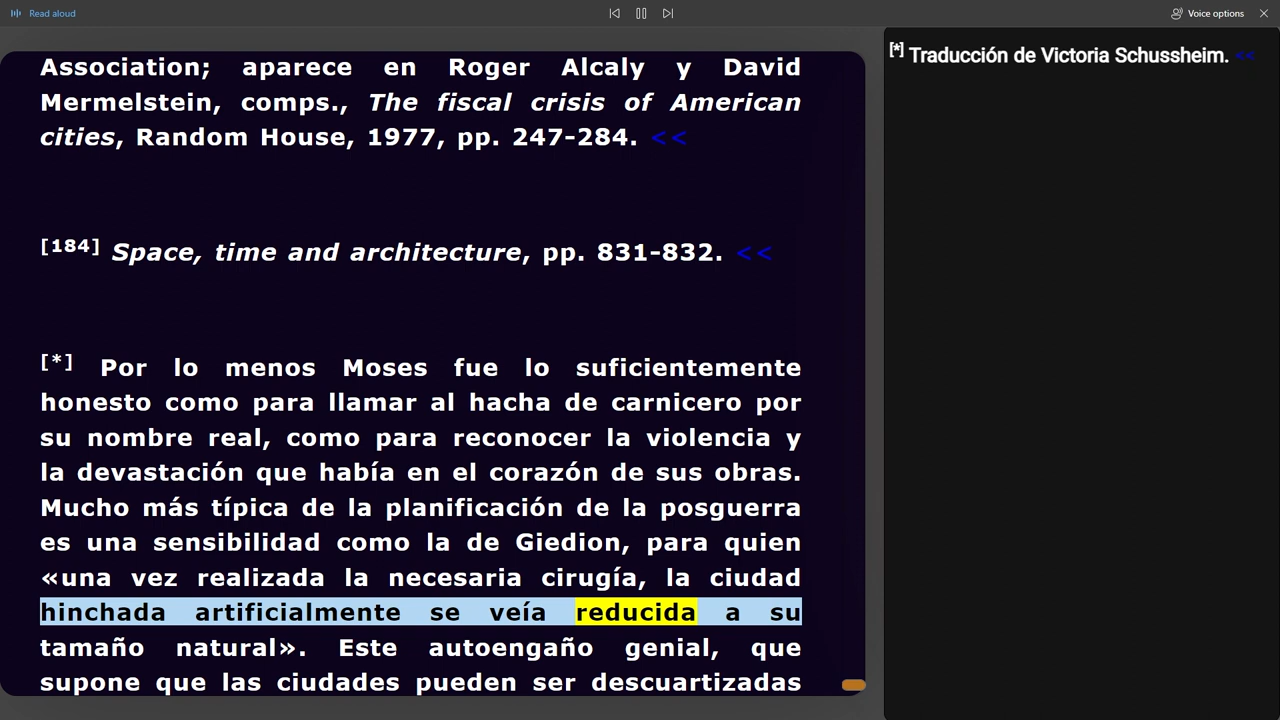 Read aloud
Voice options
Association; aparece en Roger Alcaly y David
Mermelstein, comps., The fiscal crisis of American
cities, Random House, 1977, pp. 247-284. <<
[184] Space, time and architecture, pp. 831-832. <<
[*] Por lo menos Moses fue lo suficientemente
honesto como para llamar al hacha de carnicero por
su nombre real, como para reconocer la violencia y
la devastación que había en el corazón de sus obras.
Mucho más típica de la planificación de la posguerra
es una sensibilidad como la de Giedion, para quien
«una vez realizada la necesaria cirugía, la ciudad
hinchada artificialmente se veía reducida a su
tamaño natural». Este autoengaño genial, que
supone que las ciudades pueden ser descuartizadas
[*] Traducción de Victoria Schussheim. <<